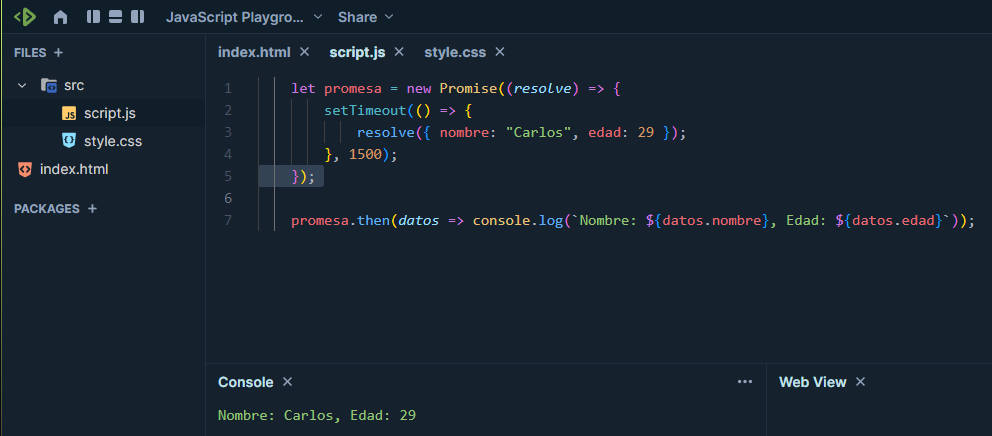 JavaScript Playgro... Share
FILES +
src
script.js
style.css
index.html
PACKAGES +
index.html × script.js × style.css ×
1 let promesa = new Promise((resolve) => {
2 setTimeout(() => {
3 resolve({ nombre: "Carlos", edad: 29 });
4 }, 1500);
5 });
6
7 promesa.then(datos => console.log(`Nombre: ${datos.nombre}, Edad: ${datos.edad}`));
Console × ···
Nombre: Carlos, Edad: 29
Web View ×